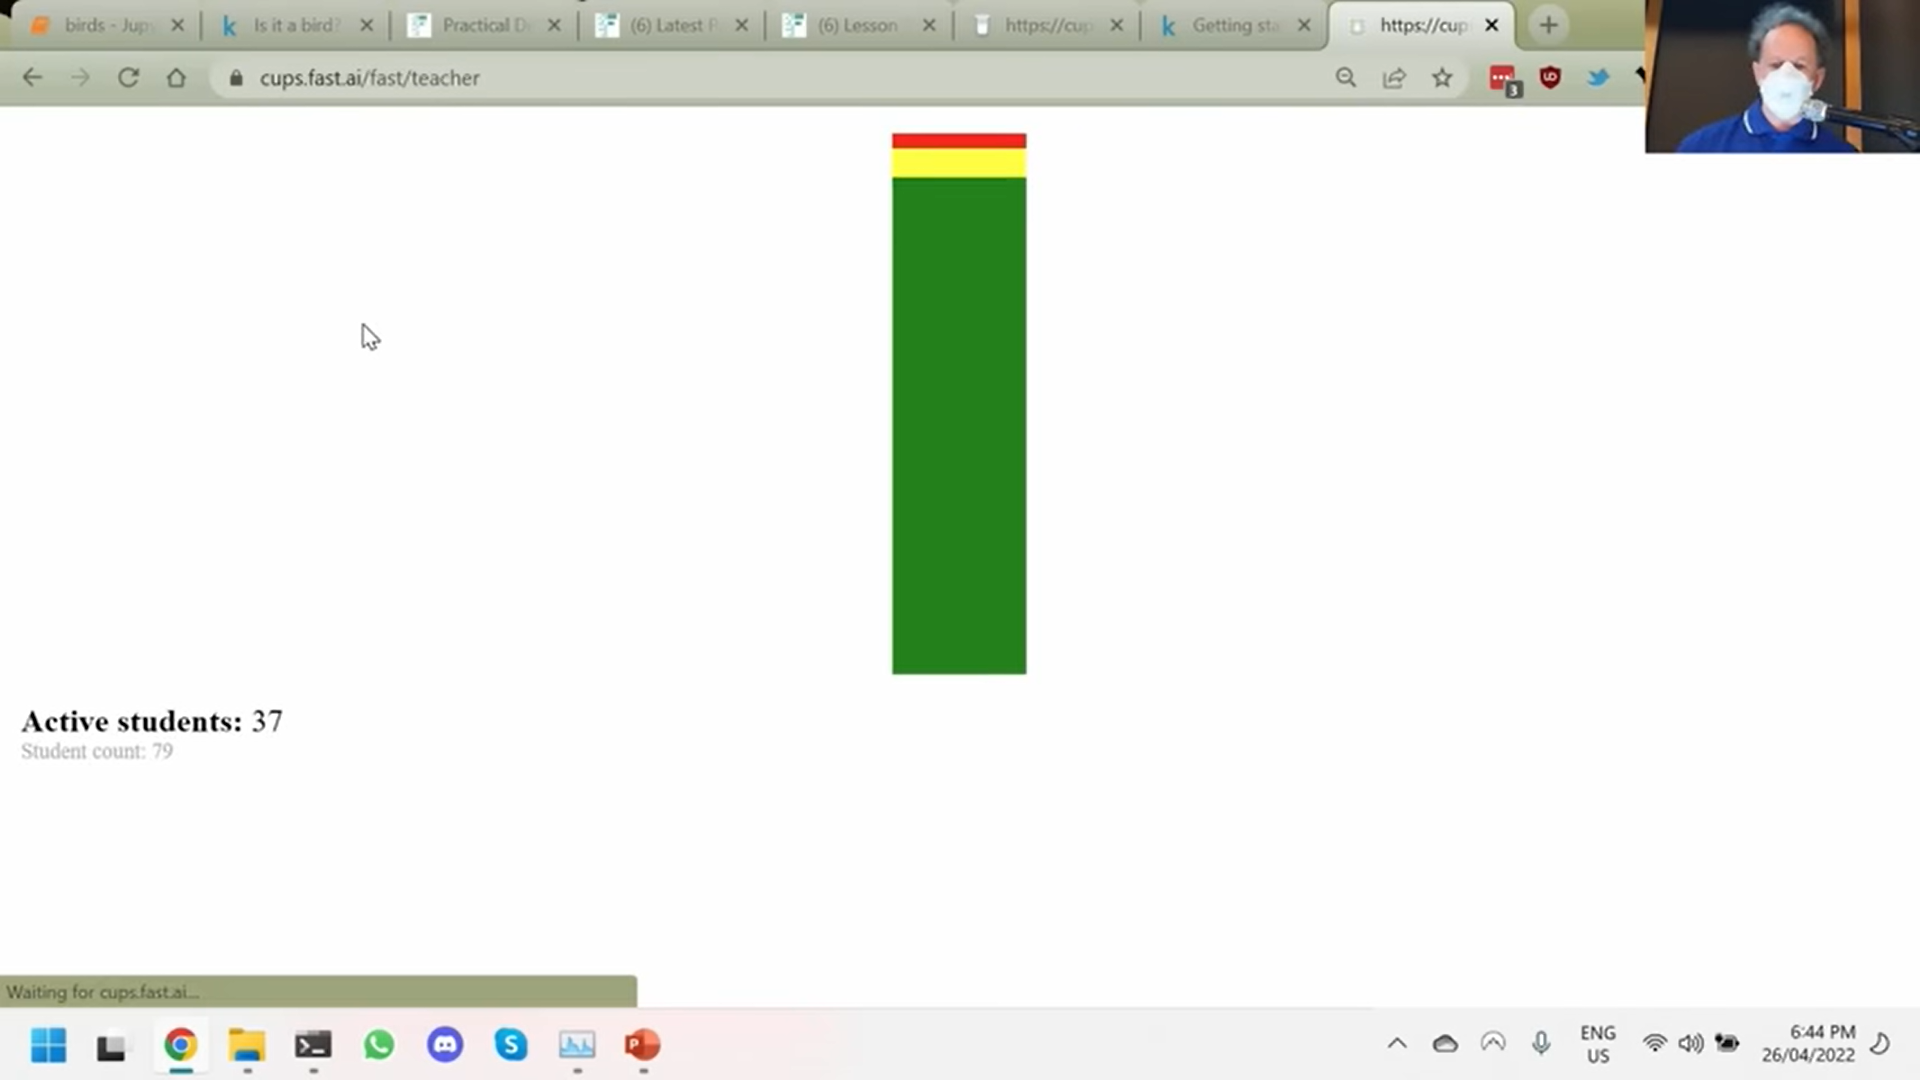 birds - Jup
Is it a bird?
Practical D
(6) Latest P
(6) Lesson
https://cup
Getting sta
https://cup
cups.fast.ai/fast/teacher
3
Active students: 37
Student count: 79
Waiting for cups.fast.ai...
ENG
US
6:44 PM
26/04/2022